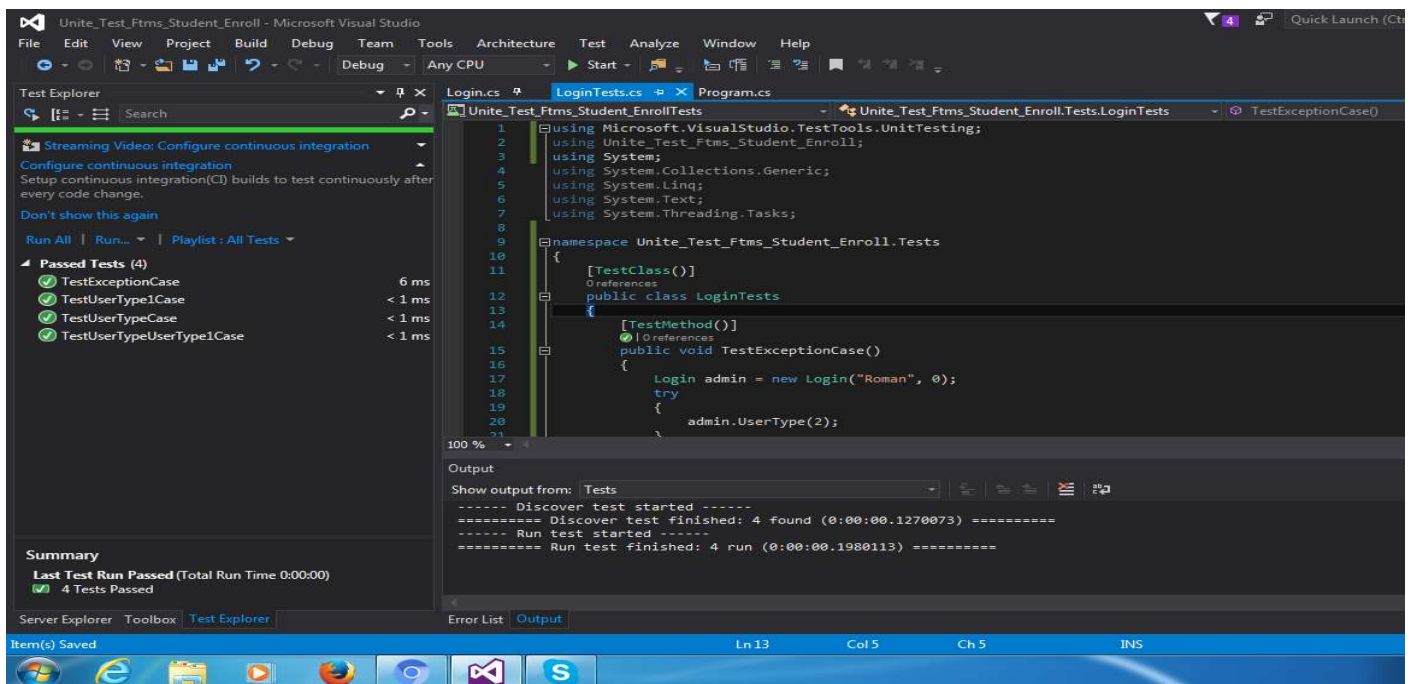 Unite_Test_Ftms_Student_Enroll - Microsoft Visual Studio
4
Quick Launch (Ctr
File Edit View Project Build Debug Team Tools Architecture Test Analyze Window Help
Debug Any CPU Start
Test Explorer
Search
Streaming Video: Configure continuous integration
Configure continuous integration
Setup continuous integration(CI) builds to test continuously after
every code change.
Don't show this again
Run All | Run... | Playlist : All Tests
Passed Tests (4)
TestExceptionCase 6 ms
TestUserType1Case < 1 ms
TestUserTypeCase < 1 ms
TestUserTypeUserType1Case < 1 ms
Summary
Last Test Run Passed (Total Run Time 0:00:00)
4 Tests Passed
Server Explorer Toolbox Test Explorer
Login.cs LoginTests.cs Program.cs
Unite_Test_Ftms_Student_EnrollTests Unite_Test_Ftms_Student_Enroll.Tests.LoginTests TestExceptionCase()
1 using Microsoft.VisualStudio.TestTools.UnitTesting;
2 using Unite_Test_Ftms_Student_Enroll;
3 using System;
4 using System.Collections.Generic;
5 using System.Linq;
6 using System.Text;
7 using System.Threading.Tasks;
8
9 namespace Unite_Test_Ftms_Student_Enroll.Tests
10 {
11 [TestClass()]
0 references
12 public class LoginTests
13 {
14 [TestMethod()]
| 0 references
15 public void TestExceptionCase()
16 {
17 Login admin = new Login("Roman", 0);
18 try
19 {
20 admin.UserType(2);
21 }
100 %
Output
Show output from: Tests
------ Discover test started ------
========== Discover test finished: 4 found (0:00:00.1270073) ==========
------ Run test started ------
========== Run test finished: 4 run (0:00:00.1980113) ==========
Error List Output
Item(s) Saved Ln 13 Col 5 Ch 5 INS